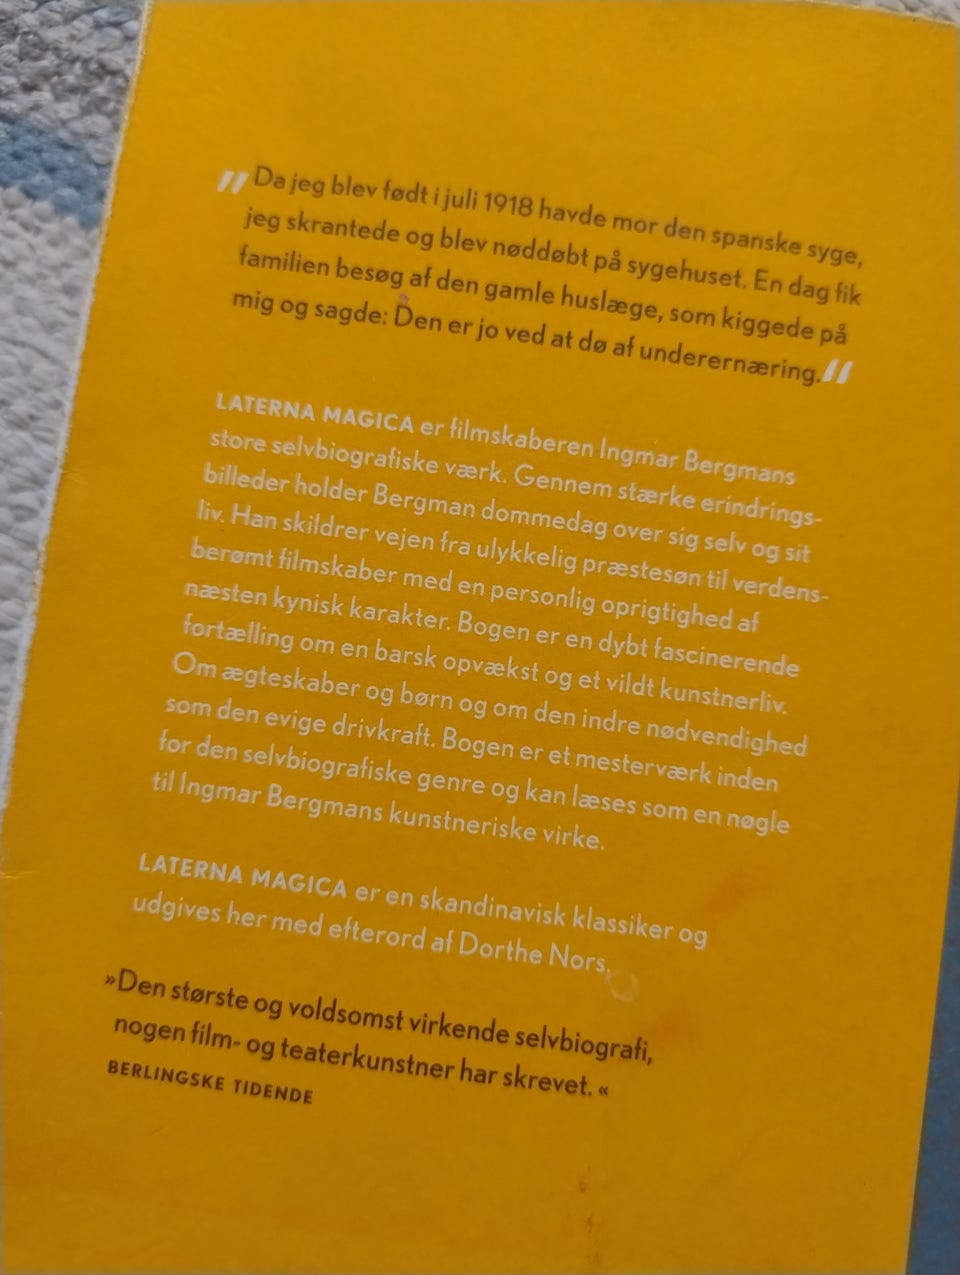 "Da jeg blev født i juli 1918 havde mor den spanske syge,
jeg skrantede og blev nøddøbt på sygehuset. En dag fik
familien besøg af den gamle huslæge, som kiggede på
mig og sagde: Den er jo ved at dø af underernæring."
LATERNA MAGICA er filmskaberen Ingmar Bergmans
store selvbiografiske værk. Gennem stærke erindrings-
billeder holder Bergman dommedag over sig selv og sit
liv. Han skildrer vejen fra ulykkelig præstesøn til verdens-
berømt filmskaber med en personlig oprigtighed af
næsten kynisk karakter. Bogen er en dybt fascinerende
fortælling om en barsk opvækst og et vildt kunstnerliv.
Om ægteskaber og børn og om den indre nødvendighed
som den evige drivkraft. Bogen er et mesterværk inden
for den selvbiografiske genre og kan læses som en nøgle
til Ingmar Bergmans kunstneriske virke.
LATERNA MAGICA er en skandinavisk klassiker og
udgives her med efterord af Dorthe Nors.
»Den største og voldsomst virkende selvbiografi,
nogen film- og teaterkunstner har skrevet. «
BERLINGSKE TIDENDE